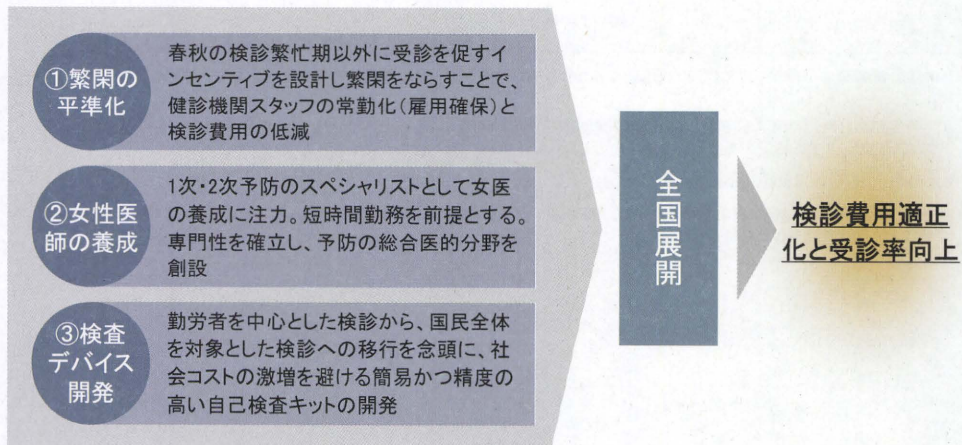 ①繁閑の
平準化
春秋の検診繁忙期以外に受診を促すイ
ンセンティブを設計し繁閑をならすことで、
健診機関スタッフの常勤化(雇用確保)と
検診費用の低減
②女性医
師の養成
1次・2次予防のスペシャリストとして女医
の養成に注力。短時間勤務を前提とする。
専門性を確立し、予防の総合医的分野を
創設
③検査
デバイス
開発
勤労者を中心とした検診から、国民全体
を対象とした検診への移行を念頭に、社
会コストの激増を避ける簡易かつ精度の
高い自己検査キットの開発
全国展開
検診費用適正
化と受診率向上